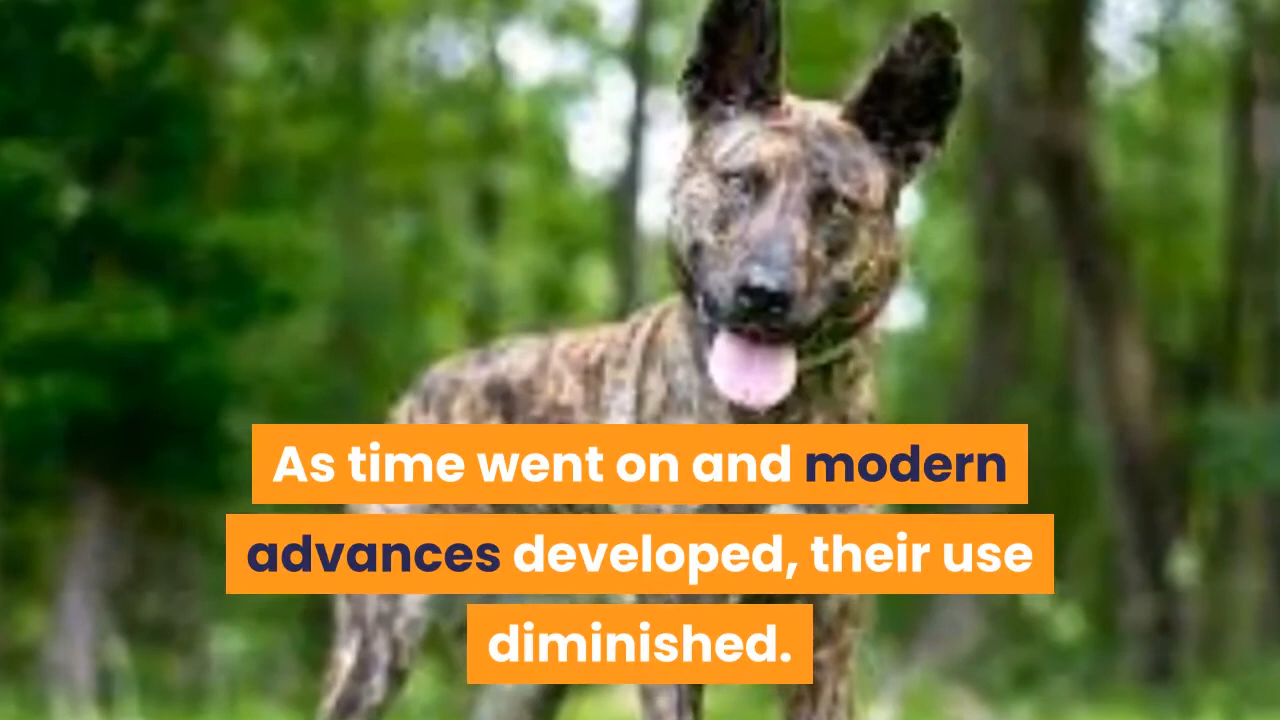 As time went on and modern
advances developed, their use
diminished.